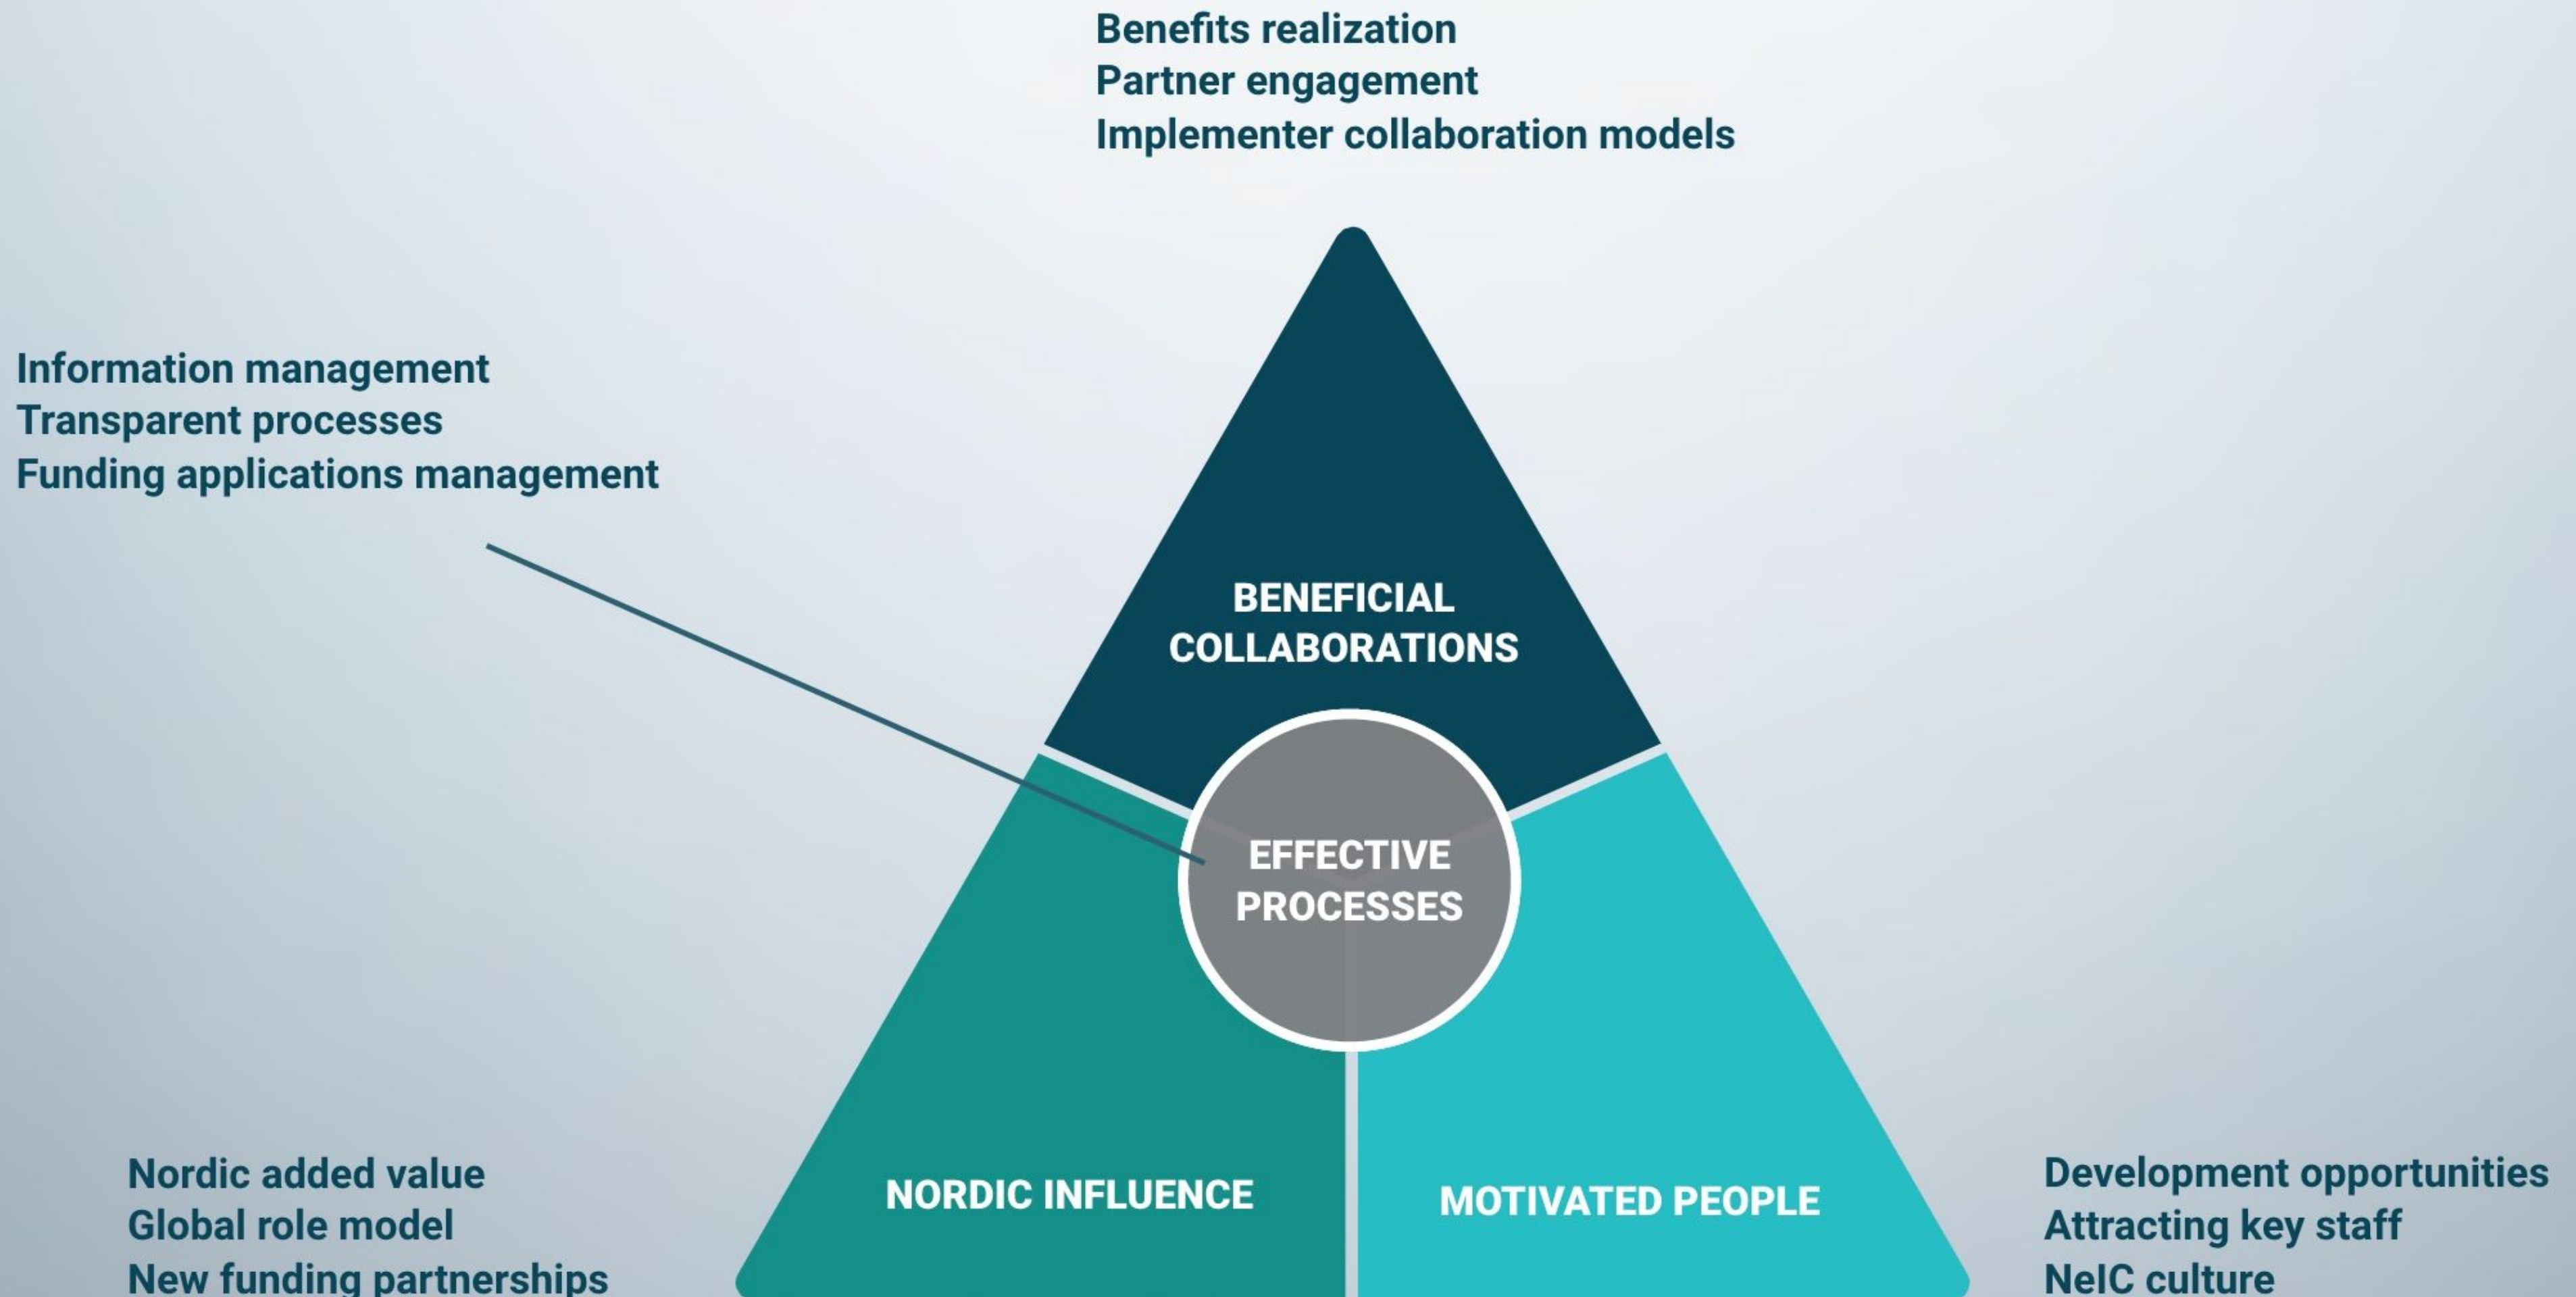 Benefits realization
Partner engagement
Implementer collaboration models
Information management
Transparent processes
Funding applications management
BENEFICIAL
COLLABORATIONS
EFFECTIVE
PROCESSES
NORDIC INFLUENCE
MOTIVATED PEOPLE
Nordic added value
Global role model
New funding partnerships
Development opportunities
Attracting key staff
NeIC culture